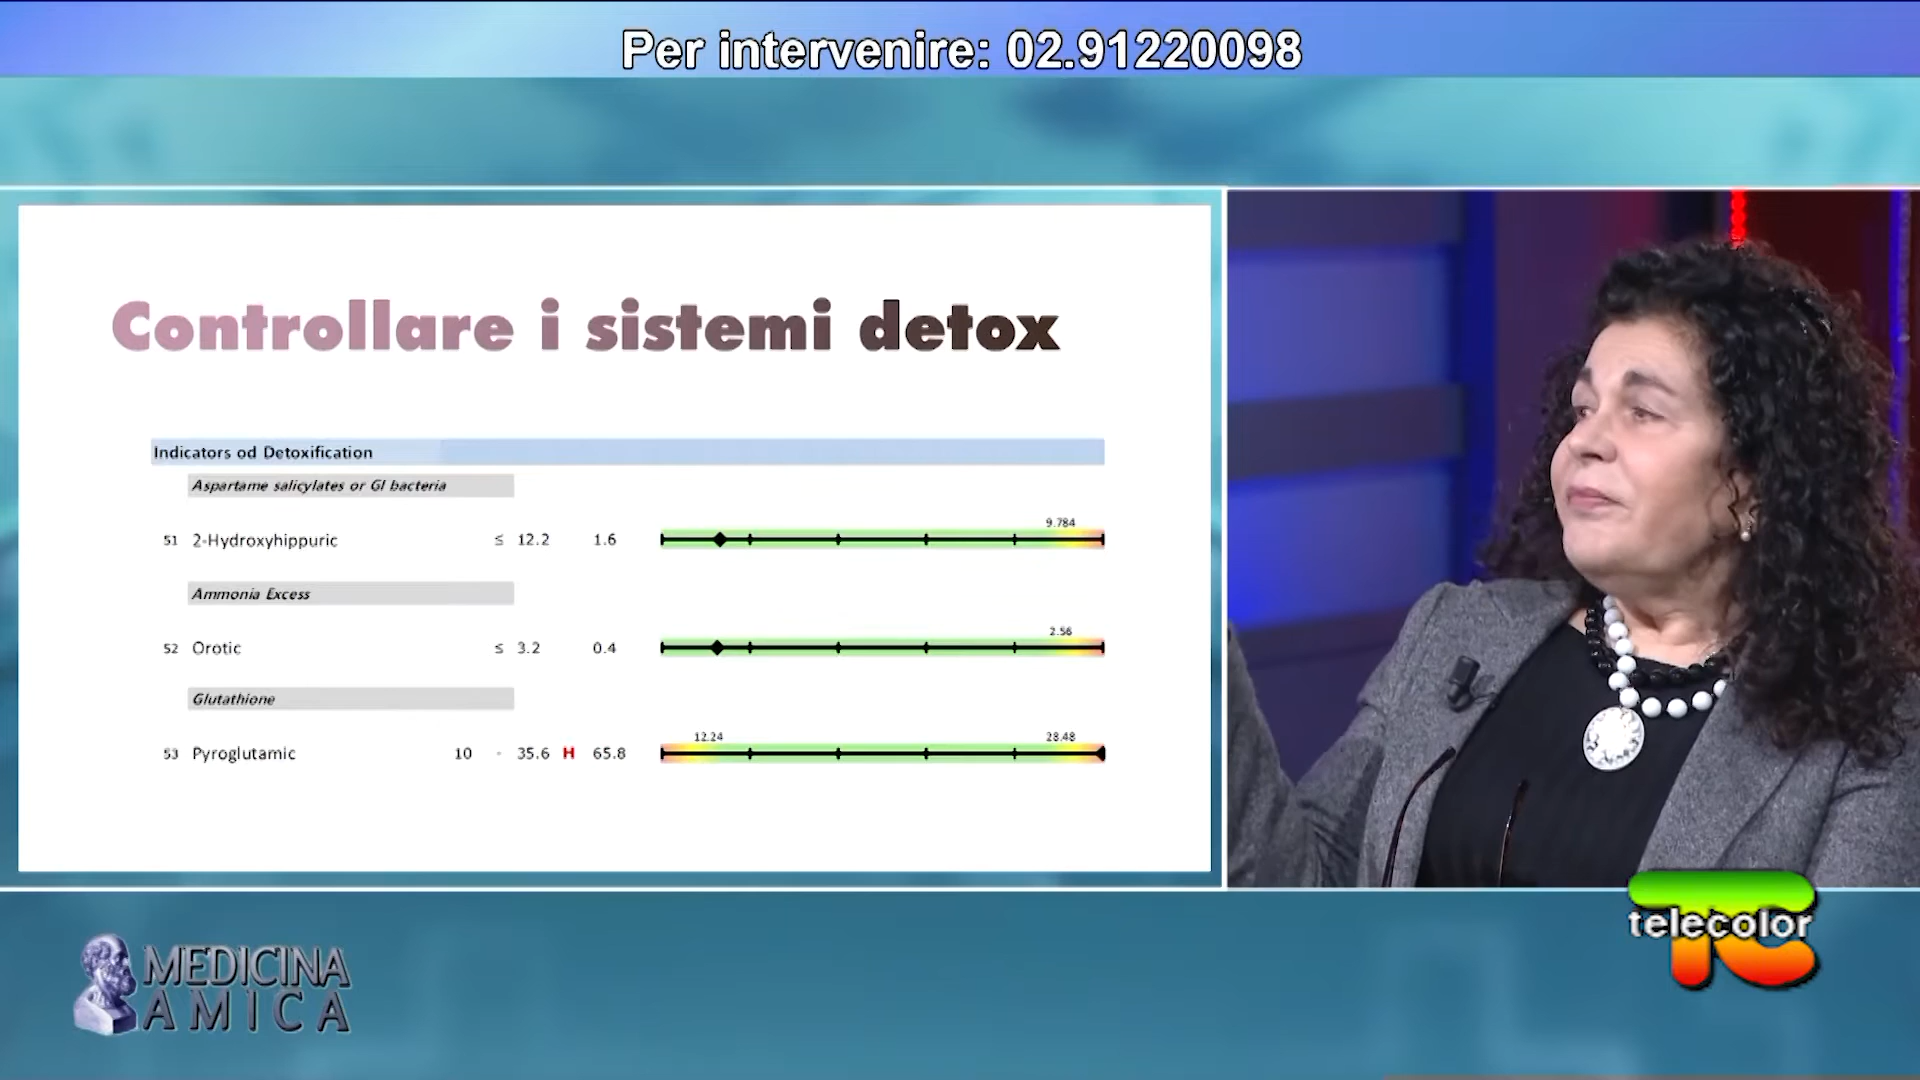 Per intervenire: 02.91220098
Controllare i sistemi detox
Indicators od Detoxification
Aspartame salicylates or GI bacteria
51 2-Hydroxyhippuric ≤ 12.2 1.6 9.784
Ammonia Excess
52 Orotic ≤ 3.2 0.4 2.56
Glutathione
53 Pyroglutamic 10 - 35.6 H 65.8 12.24 28.48
MEDICINA
AMICA
telecolor
TC